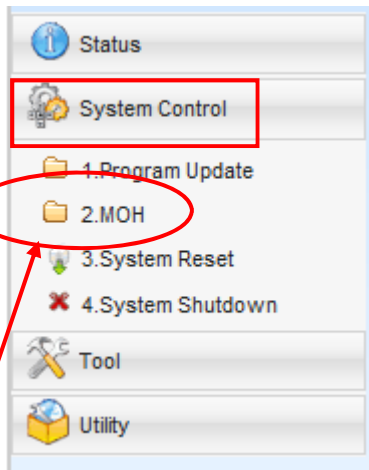 Status
System Control
1.Program Update
2.MOH
3.System Reset
4.System Shutdown
Tool
Utility